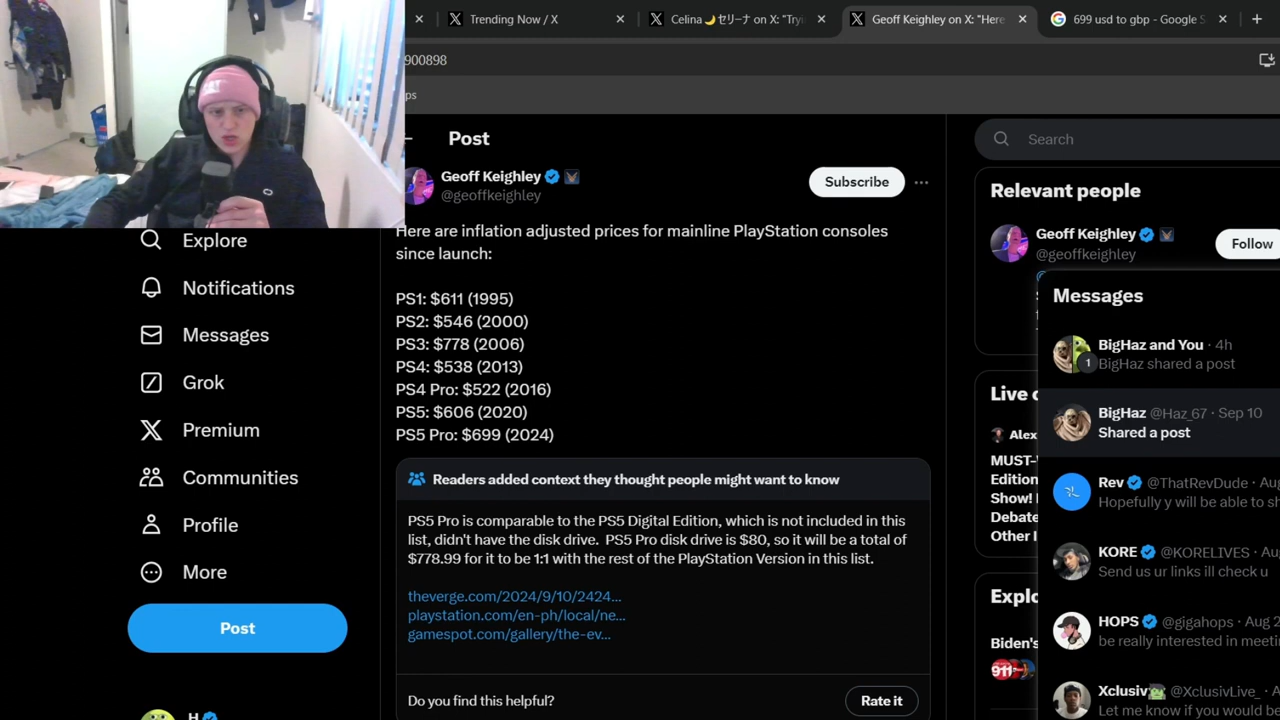 Trending Now / X
Celina🌙セリーナ on X: "Tryi
Geoff Keighley on X: "Here
699 usd to gbp - Google S
900898
ps
Post
Search
Geoff Keighley
@geoffkeighley
Subscribe
Here are inflation adjusted prices for mainline PlayStation consoles
since launch:
PS1: $611 (1995)
PS2: $546 (2000)
PS3: $778 (2006)
PS4: $538 (2013)
PS4 Pro: $522 (2016)
PS5: $606 (2020)
PS5 Pro: $699 (2024)
Readers added context they thought people might want to know
PS5 Pro is comparable to the PS5 Digital Edition, which is not included in this
list, didn't have the disk drive. PS5 Pro disk drive is $80, so it will be a total of
$778.99 for it to be 1:1 with the rest of the PlayStation Version in this list.
theverge.com/2024/9/10/2424...
playstation.com/en-ph/local/ne...
gamespot.com/gallery/the-ev...
Do you find this helpful?
Rate it
Explore
Notifications
Messages
Grok
Premium
Communities
Profile
More
Post
H
Relevant people
Geoff Keighley
@geoffkeighley
Follow
Live
Alex
MUST-
Edition
Show!
Debate
Other I
Explo
Biden's
911
Messages
BigHaz and You · 4h
1
BigHaz shared a post
BigHaz @Haz_67 · Sep 10
Shared a post
Rev @ThatRevDude · Aug
Hopefully y will be able to sh
KORE @KORELIVES · Au
Send us ur links ill check u
HOPS @gigahops · Aug 2
be really interested in meeti
Xclusiv @XclusivLive_ · A
Let me know if you would be